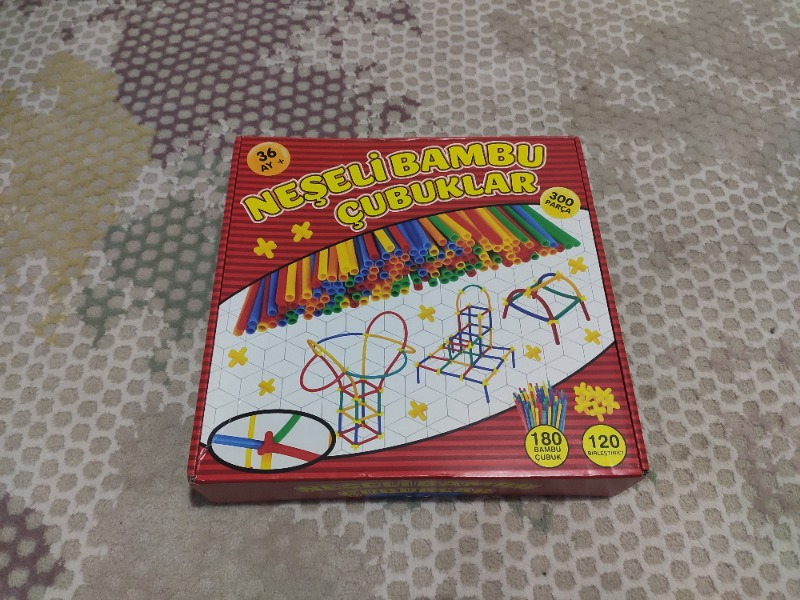 36
AY +
NEŞELİ BAMBU
ÇUBUKLAR
300
PARÇA
180
BAMBU
ÇUBUK
120
BİRLEŞTİRİCİ